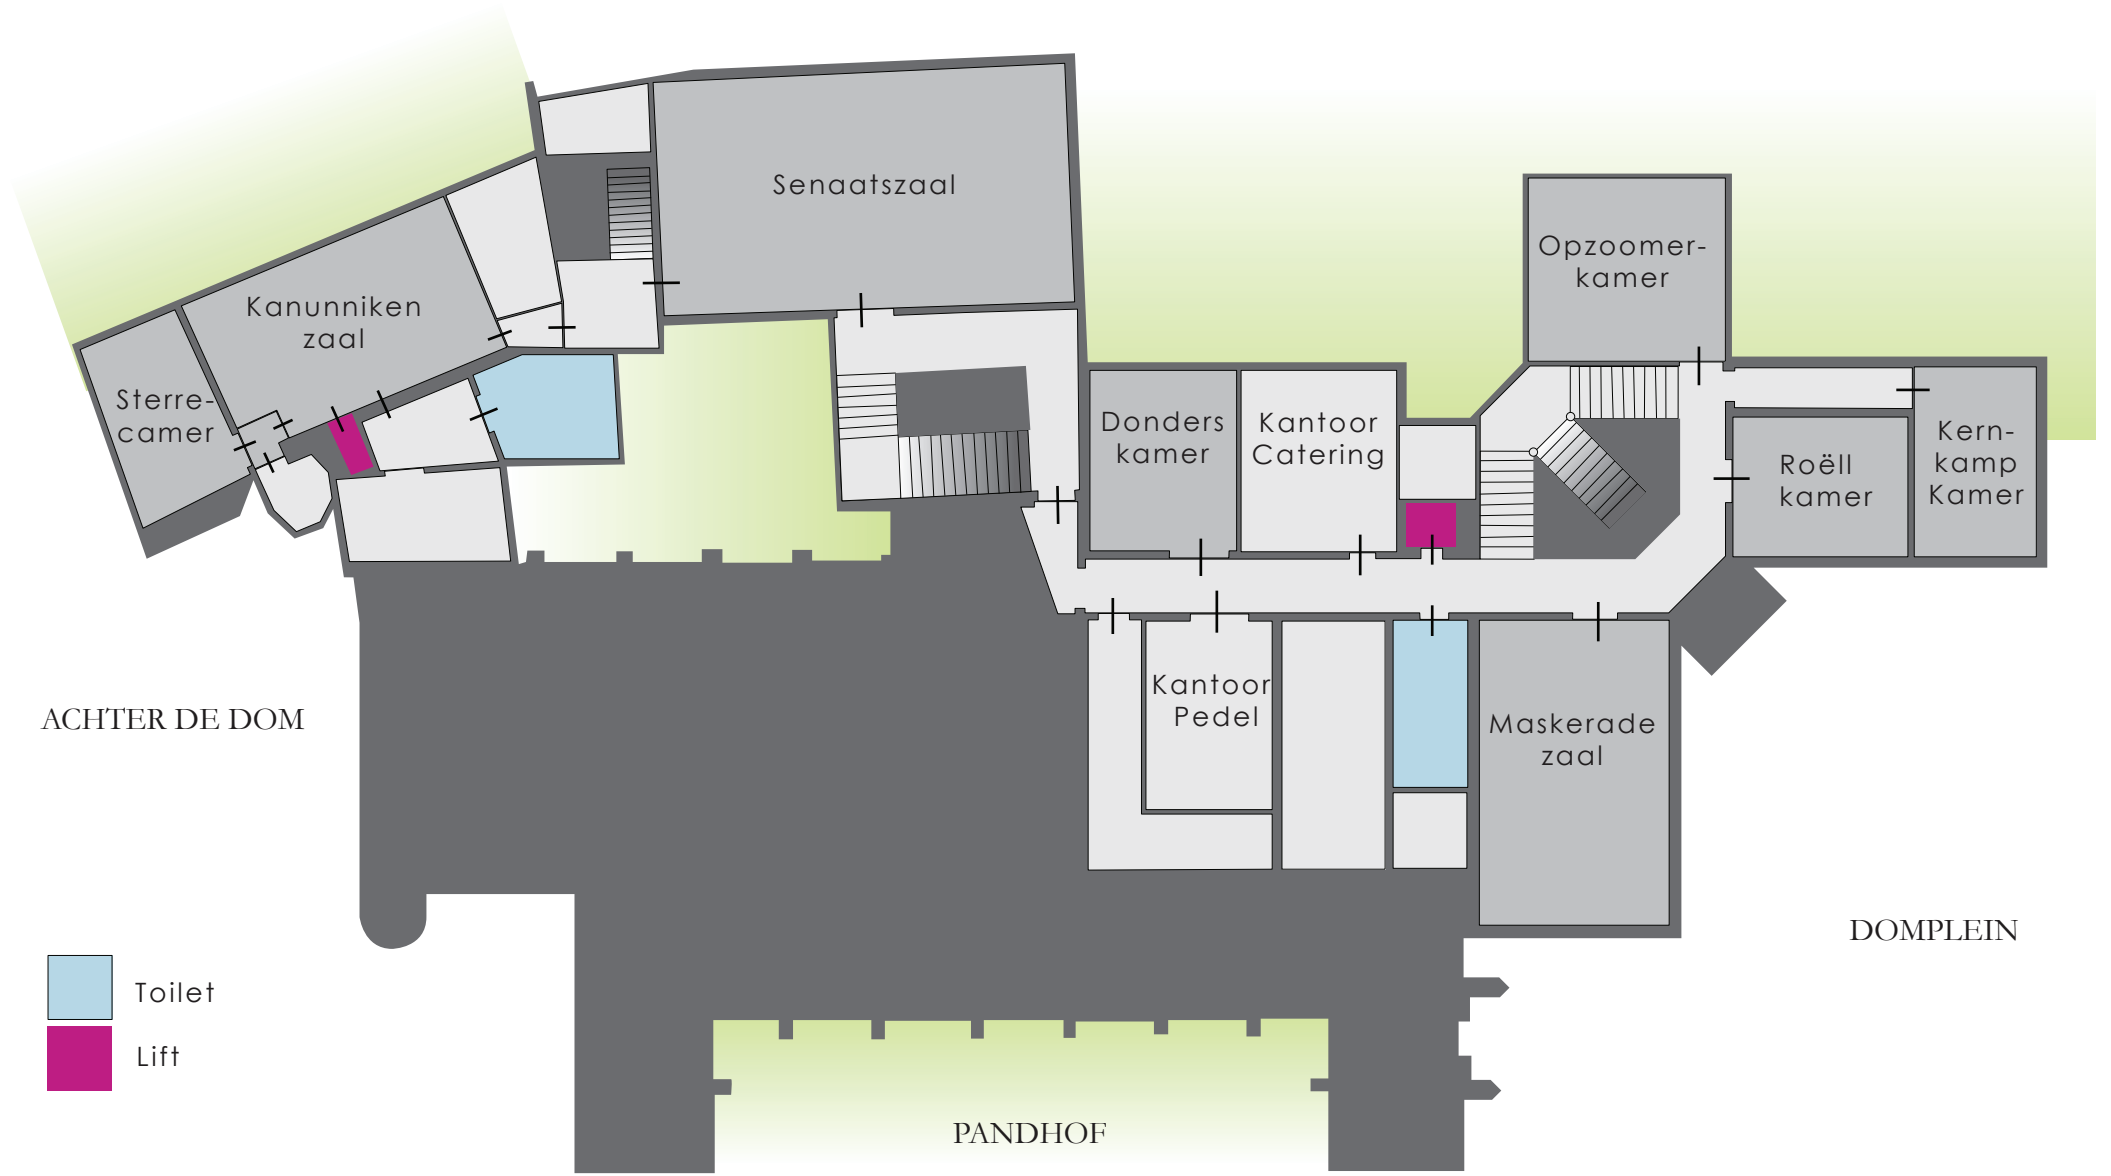 Senaatszaal
Opzoomer-
kamer
Kanunniken
zaal
Sterre-
camer
Donders
kamer
Kantoor
Catering
Roëll
kamer
Kern-
kamp
Kamer
Kantoor
Pedel
Maskerade
zaal
ACHTER DE DOM
DOMPLEIN
Toilet
Lift
PANDHOF